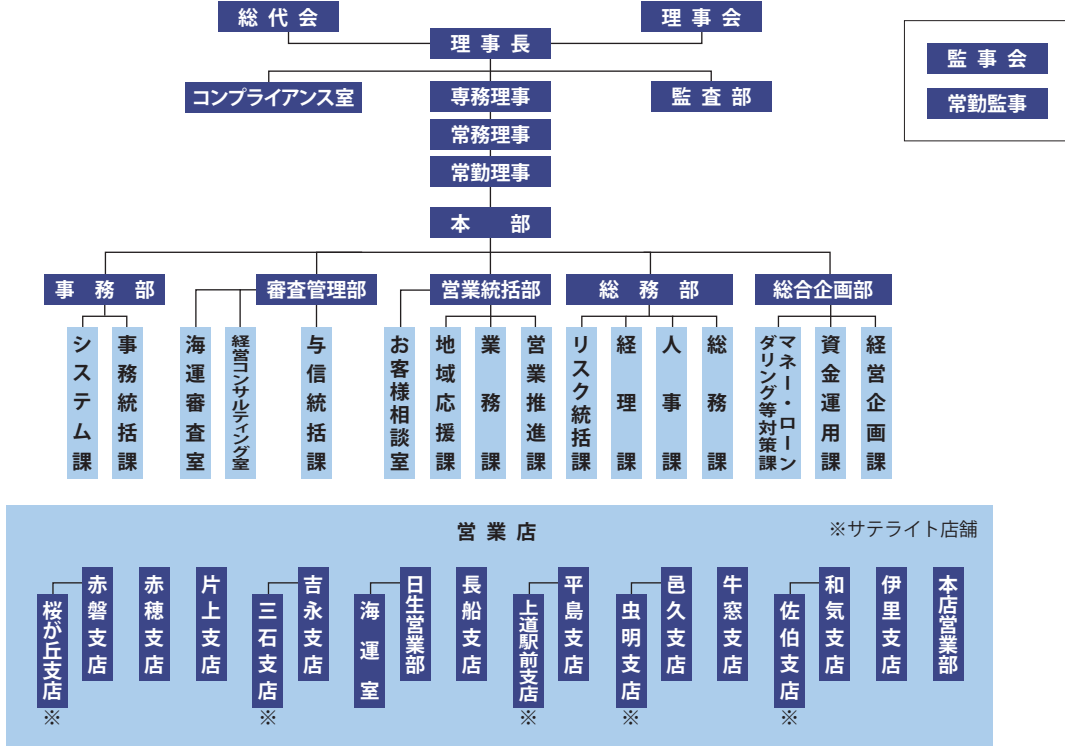 総代会
理事会
理事長
監事会
常勤監事
コンプライアンス室
専務理事
監査部
常務理事
常勤理事
本部
事務部
審査管理部
営業統括部
総務部
総合企画部
システム課
事務統括課
海運審査室
経営コンサルティング室
与信統括課
お客様相談室
地域応援課
業務課
営業推進課
リスク統括課
経理課
人事課
総務課
マネー・ローン
ダリング等対策課
資金運用課
経営企画課
営業店
※サテライト店舗
桜が丘支店
※
赤磐支店
赤穂支店
片上支店
三石支店
※
吉永支店
海運室
日生営業部
長船支店
上道駅前支店
※
平島支店
虫明支店
※
邑久支店
牛窓支店
佐伯支店
※
和気支店
伊里支店
本店営業部